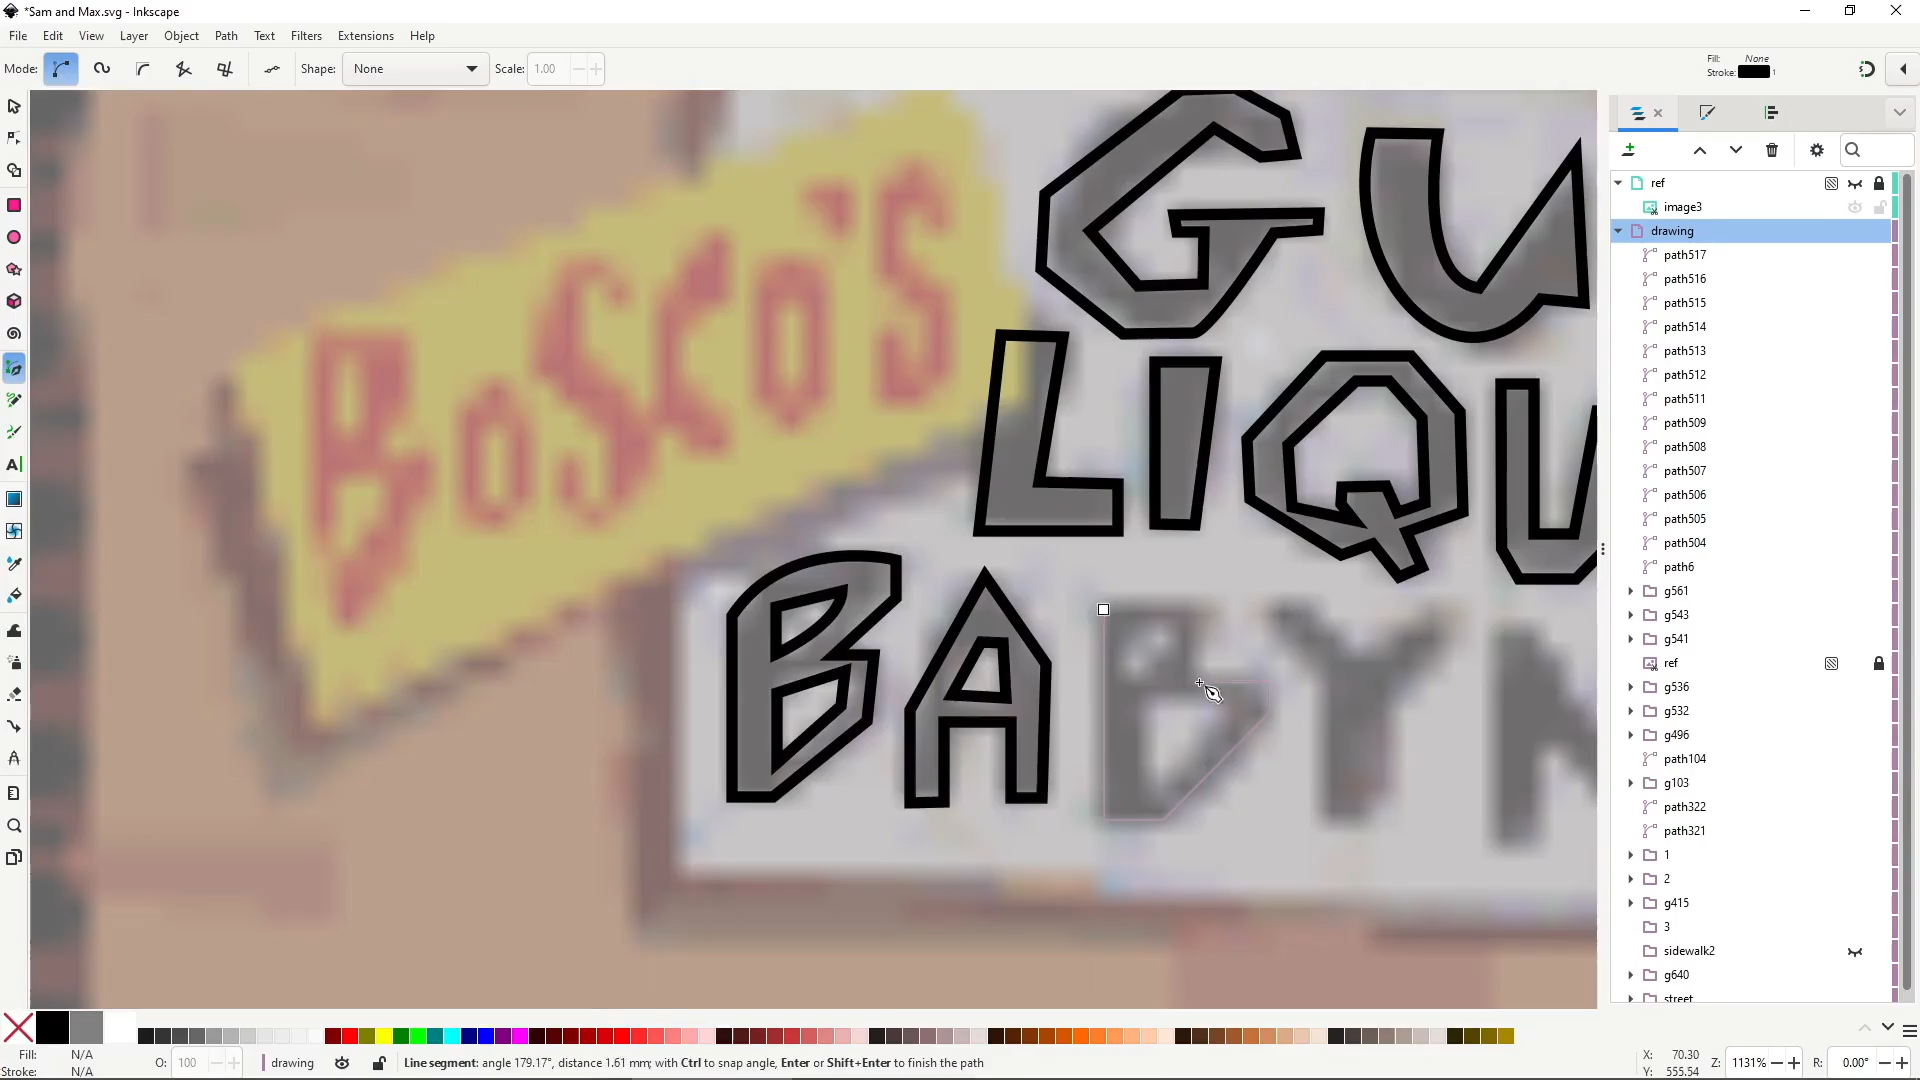 *Sam and Max.svg - Inkscape
File Edit View Layer Object Path Text Filters Extensions Help
Mode: Shape: None Scale: 1.00 Fill: None
Stroke: 1
GU
BOSCO'S
LIQU
BABY
ref
image3
drawing
path517
path516
path515
path514
path513
path512
path511
path509
path508
path507
path506
path505
path504
path6
g561
g543
g541
ref
g536
g532
g496
path104
g103
path322
path321
1
2
g415
3
sidewalk2
g640
street
Fill: N/A
Stroke: N/A
O: 100 drawing Line segment: angle 179.17°, distance 1.61 mm; with Ctrl to snap angle, Enter or Shift+Enter to finish the path X: 70.30
Y: 555.54 Z: 1131% R: 0.00°